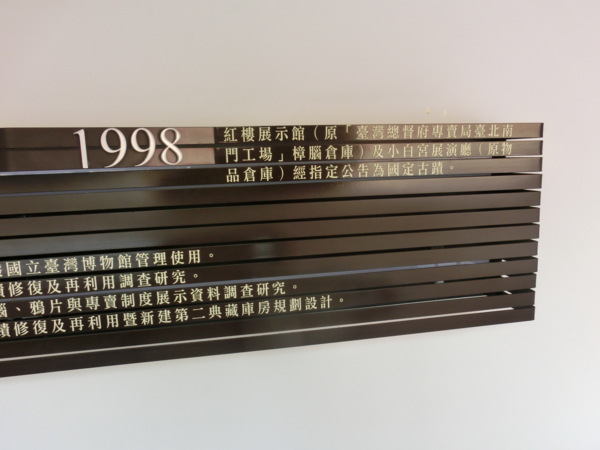 1998
紅樓展示館(原「臺灣總督府專賣局臺北南
門工場」樟腦倉庫)及小白宮展演廳(原物
品倉庫)經指定公告為國定古蹟。
國立臺灣博物館管理使用。
蹟修復及再利用調查研究。
、鴉片與專賣制度展示資料調查研究。
蹟修復及再利用暨新建第二典藏庫房規劃設計。